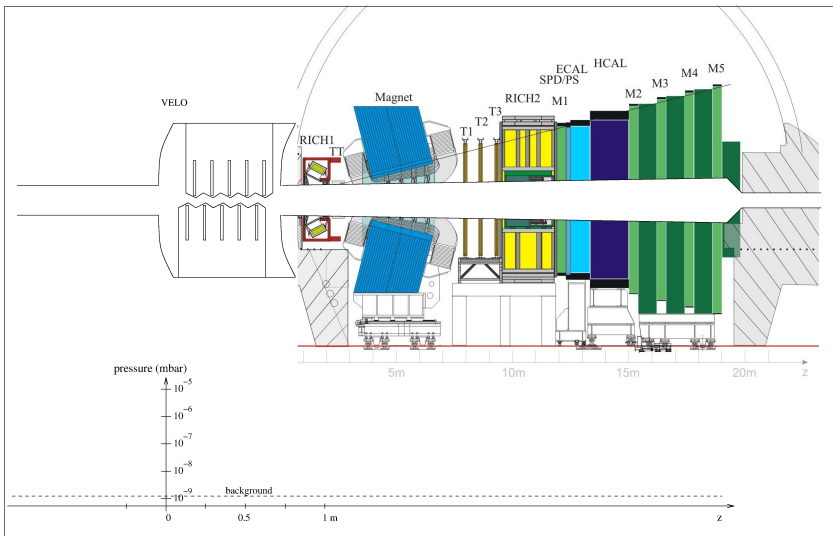 HCAL
M5
M4
ECAL
M3
SPD/PS
M2
Magnet
RICH2
M1
VELO
T3
T2
T1
RICH1
TT
5m
10m
15m
20m
z
pressure (mbar)
10⁻⁵
10⁻⁶
10⁻⁷
10⁻⁸
background
10⁻⁹
0
0.5
1 m
z